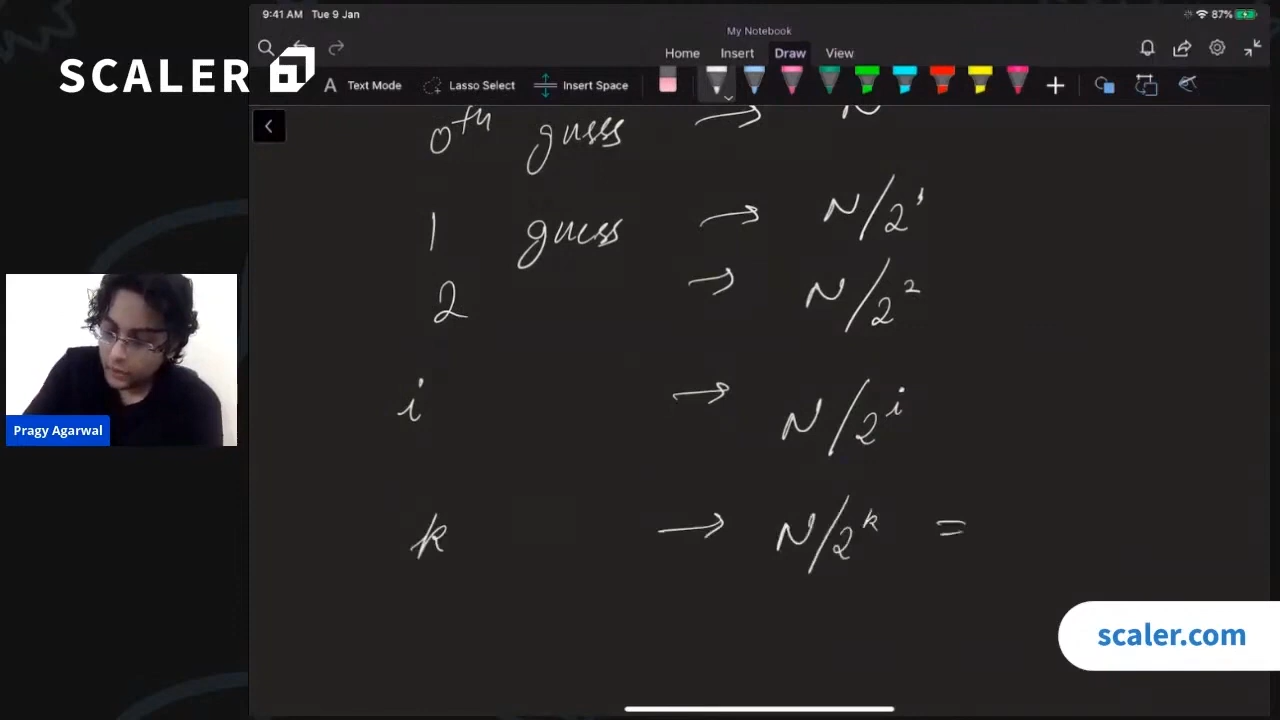 9:41 AM Tue 9 Jan
87%
My Notebook
Home Insert Draw View
SCALER
Text Mode Lasso Select Insert Space
0th guess → N
1 guess → N/2¹
2 → N/2²
i → N/2ⁱ
k → N/2ᵏ =
Pragy Agarwal
scaler.com